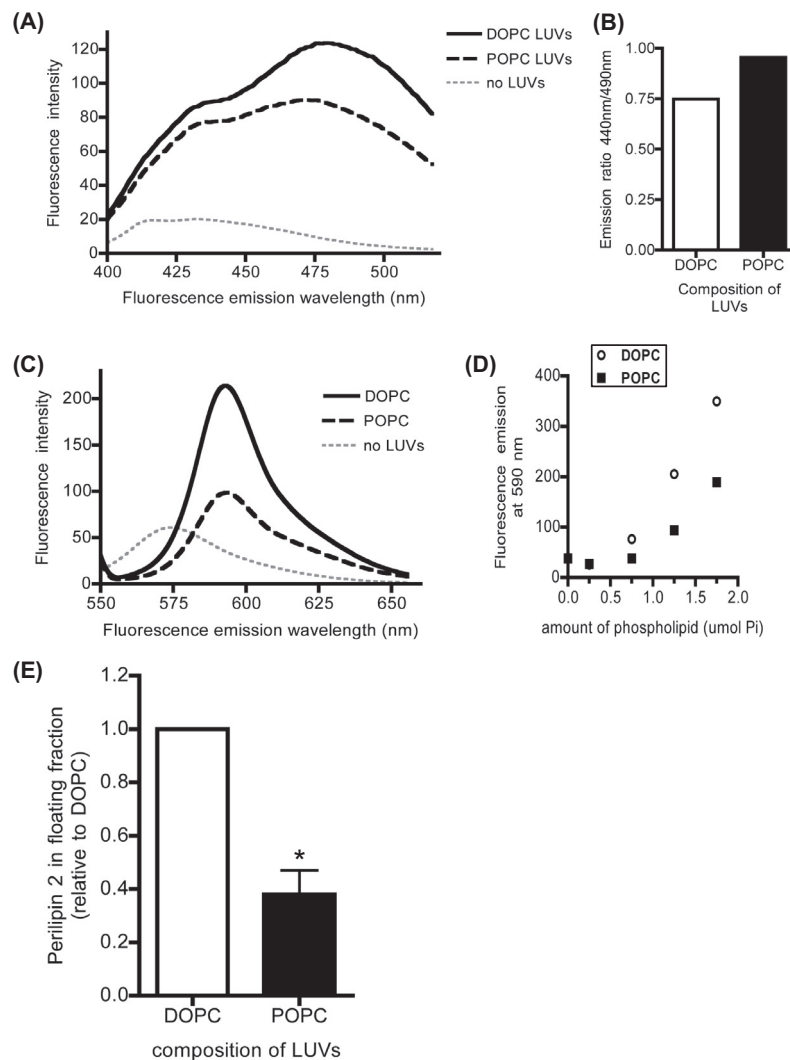 (A)
120
100
80
60
40
20
0
400
425
450
475
500
Fluorescence intensity
Fluorescence emission wavelength (nm)
DOPC LUVs
POPC LUVs
no LUVs
(B)
1.00
0.75
0.50
0.25
0.00
Emission ratio 440nm/490nm
DOPC
POPC
Composition of
LUVs
(C)
200
150
100
50
0
550
575
600
625
650
Fluorescence intensity
Fluorescence emission wavelength (nm)
DOPC
POPC
no LUVs
(D)
DOPC
POPC
400
300
200
100
0
0.0
0.5
1.0
1.5
2.0
Fluorescence emission
at 590 nm
amount of phospholipid (umol Pi)
(E)
1.2
1.0
0.8
0.6
0.4
0.2
0.0
Perilipin 2 in floating fraction
(relative to DOPC)
*
DOPC
POPC
composition of LUVs